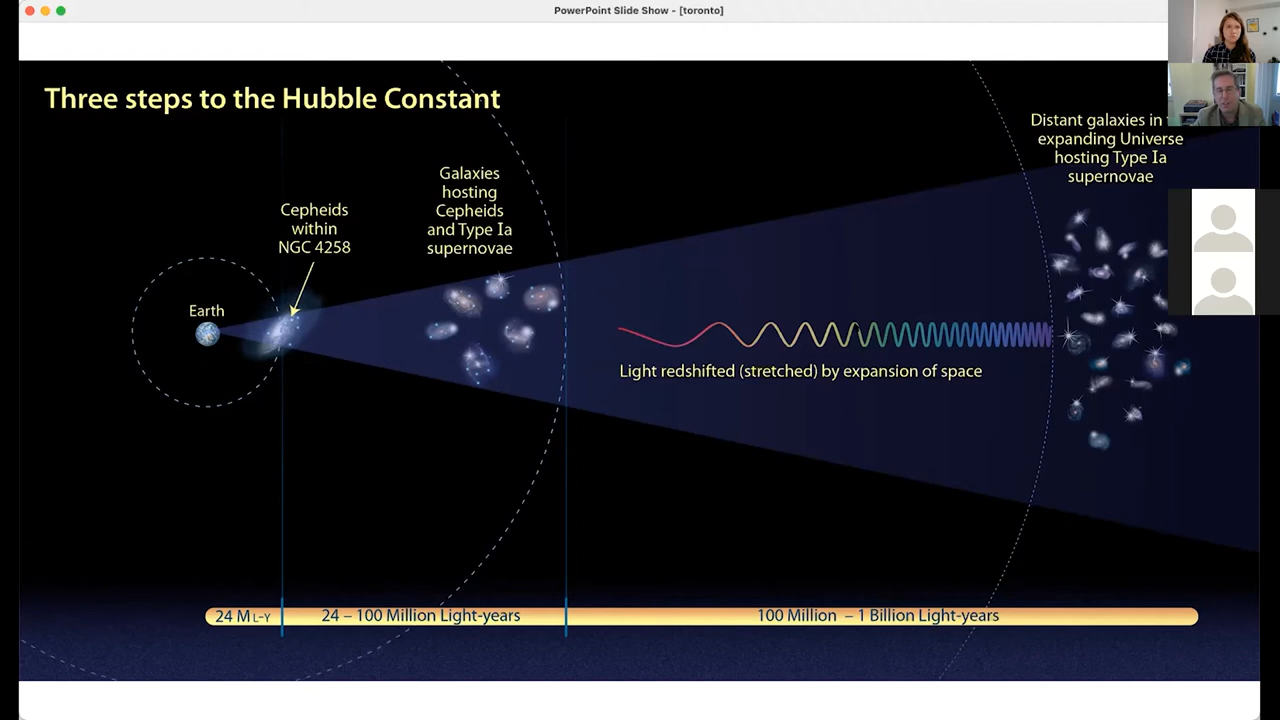 PowerPoint Slide Show - [toronto]
Three steps to the Hubble Constant
Earth
Cepheids
within
NGC 4258
Galaxies
hosting
Cepheids
and Type Ia
supernovae
Distant galaxies in
expanding Universe
hosting Type Ia
supernovae
Light redshifted (stretched) by expansion of space
24 M L-Y
24 – 100 Million Light-years
100 Million – 1 Billion Light-years